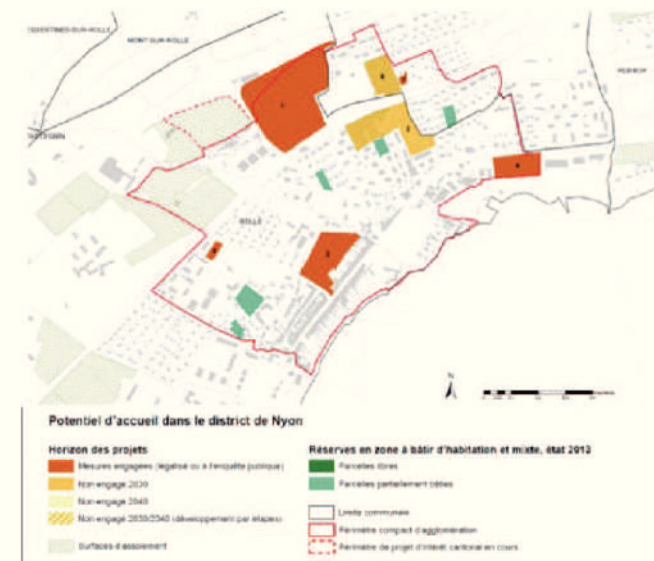 MONT-SUR-ROLLE
PERROY
ROLLE
N
Potentiel d'accueil dans le district de Nyon
Horizon des projets
Mesures engagées (légalisé ou à l'enquête publique)
Non-engagé 2030
Non-engagé 2040
Non-engagé 2030/2040 (développement par étapes)
Surfaces d'assolement
Réserves en zone à bâtir d'habitation et mixte, état 2013
Parcelles libres
Parcelles partiellement bâties
Limite communale
Périmètre compact d'agglomération
Périmètre de projet d'intérêt cantonal en cours